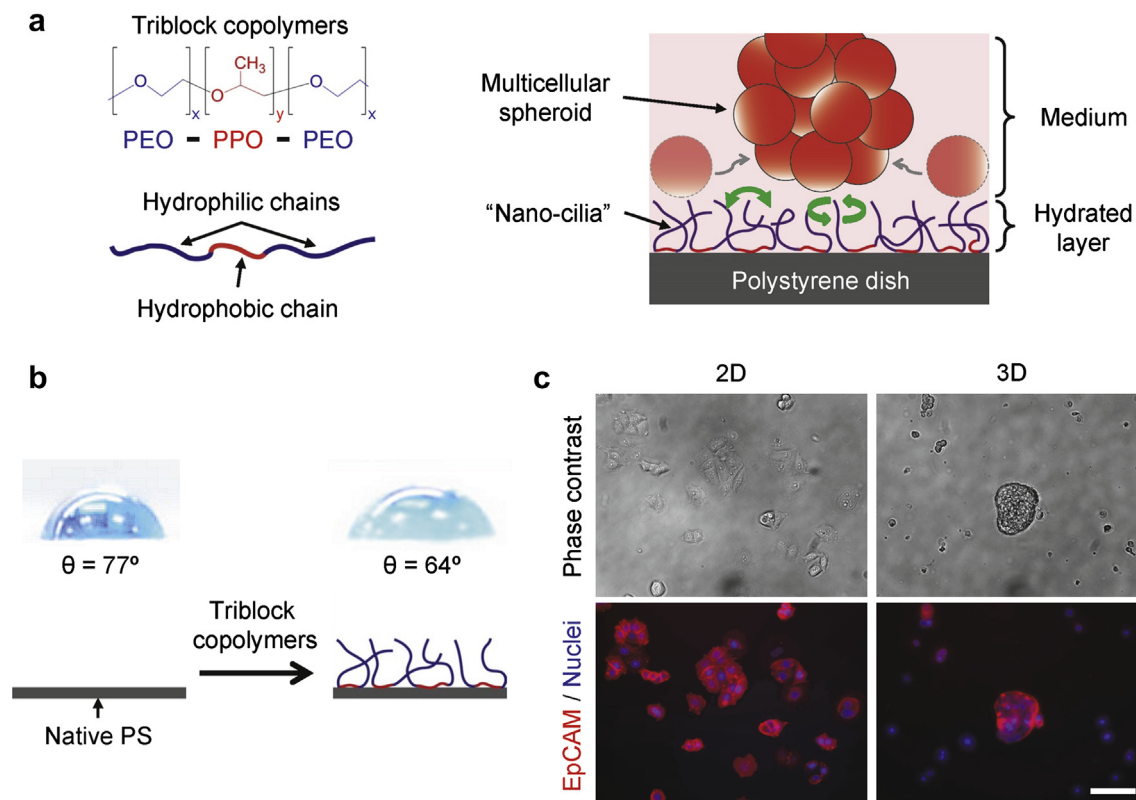 a
Triblock copolymers
O
x
O
CH3
y
O
x
PEO - PPO - PEO
Hydrophilic chains
Hydrophobic chain
Multicellular
spheroid
Medium
"Nano-cilia"
Hydrated
layer
Polystyrene dish
b
θ = 77º
θ = 64º
Triblock
copolymers
Native PS
c
2D
3D
Phase contrast
EpCAM / Nuclei